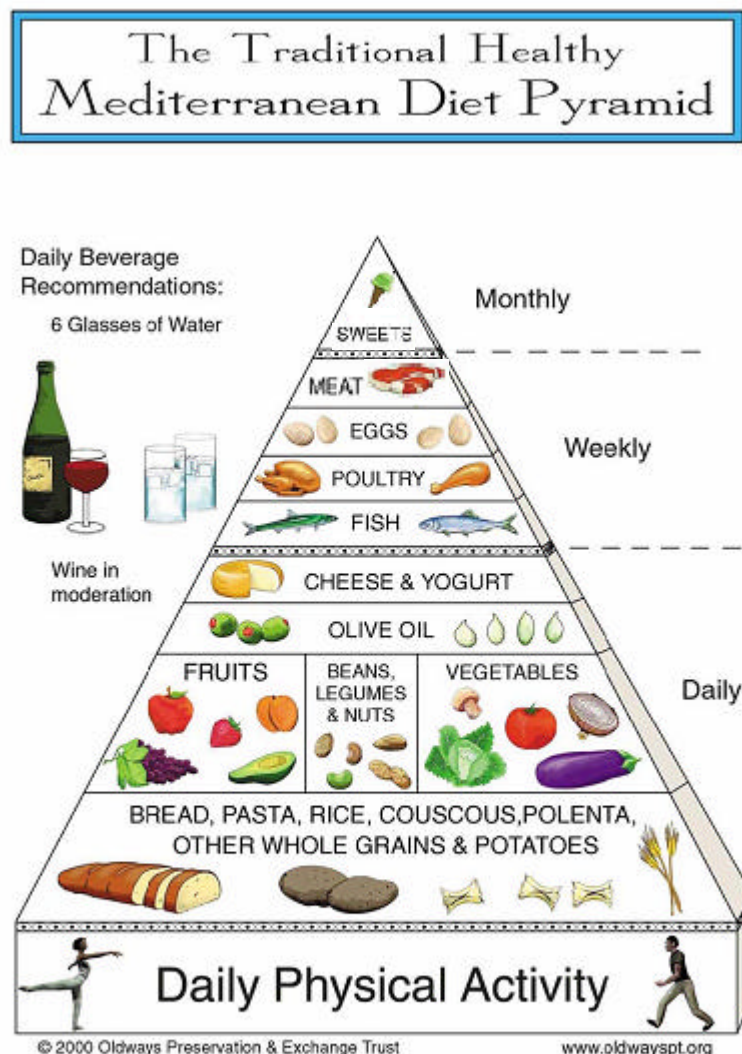 The Traditional Healthy
Mediterranean Diet Pyramid
Daily Beverage
Recommendations:
6 Glasses of Water
Wine in
moderation
Monthly
SWEETS
MEAT
EGGS
Weekly
POULTRY
FISH
CHEESE & YOGURT
OLIVE OIL
FRUITS
BEANS,
LEGUMES
& NUTS
VEGETABLES
Daily
BREAD, PASTA, RICE, COUSCOUS,POLENTA,
OTHER WHOLE GRAINS & POTATOES
Daily Physical Activity
© 2000 Oldways Preservation & Exchange Trust
www.oldwayspt.org